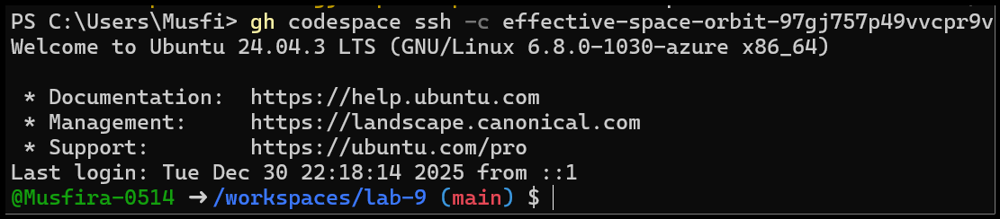 PS C:\Users\Musfi> gh codespace ssh -c effective-space-orbit-97gj757p49vvcpr9v
Welcome to Ubuntu 24.04.3 LTS (GNU/Linux 6.8.0-1030-azure x86_64)
* Documentation: https://help.ubuntu.com
* Management: https://landscape.canonical.com
* Support: https://ubuntu.com/pro
Last login: Tue Dec 30 22:18:14 2025 from ::1
@Musfira-0514 ➜ /workspaces/lab-9 (main) $